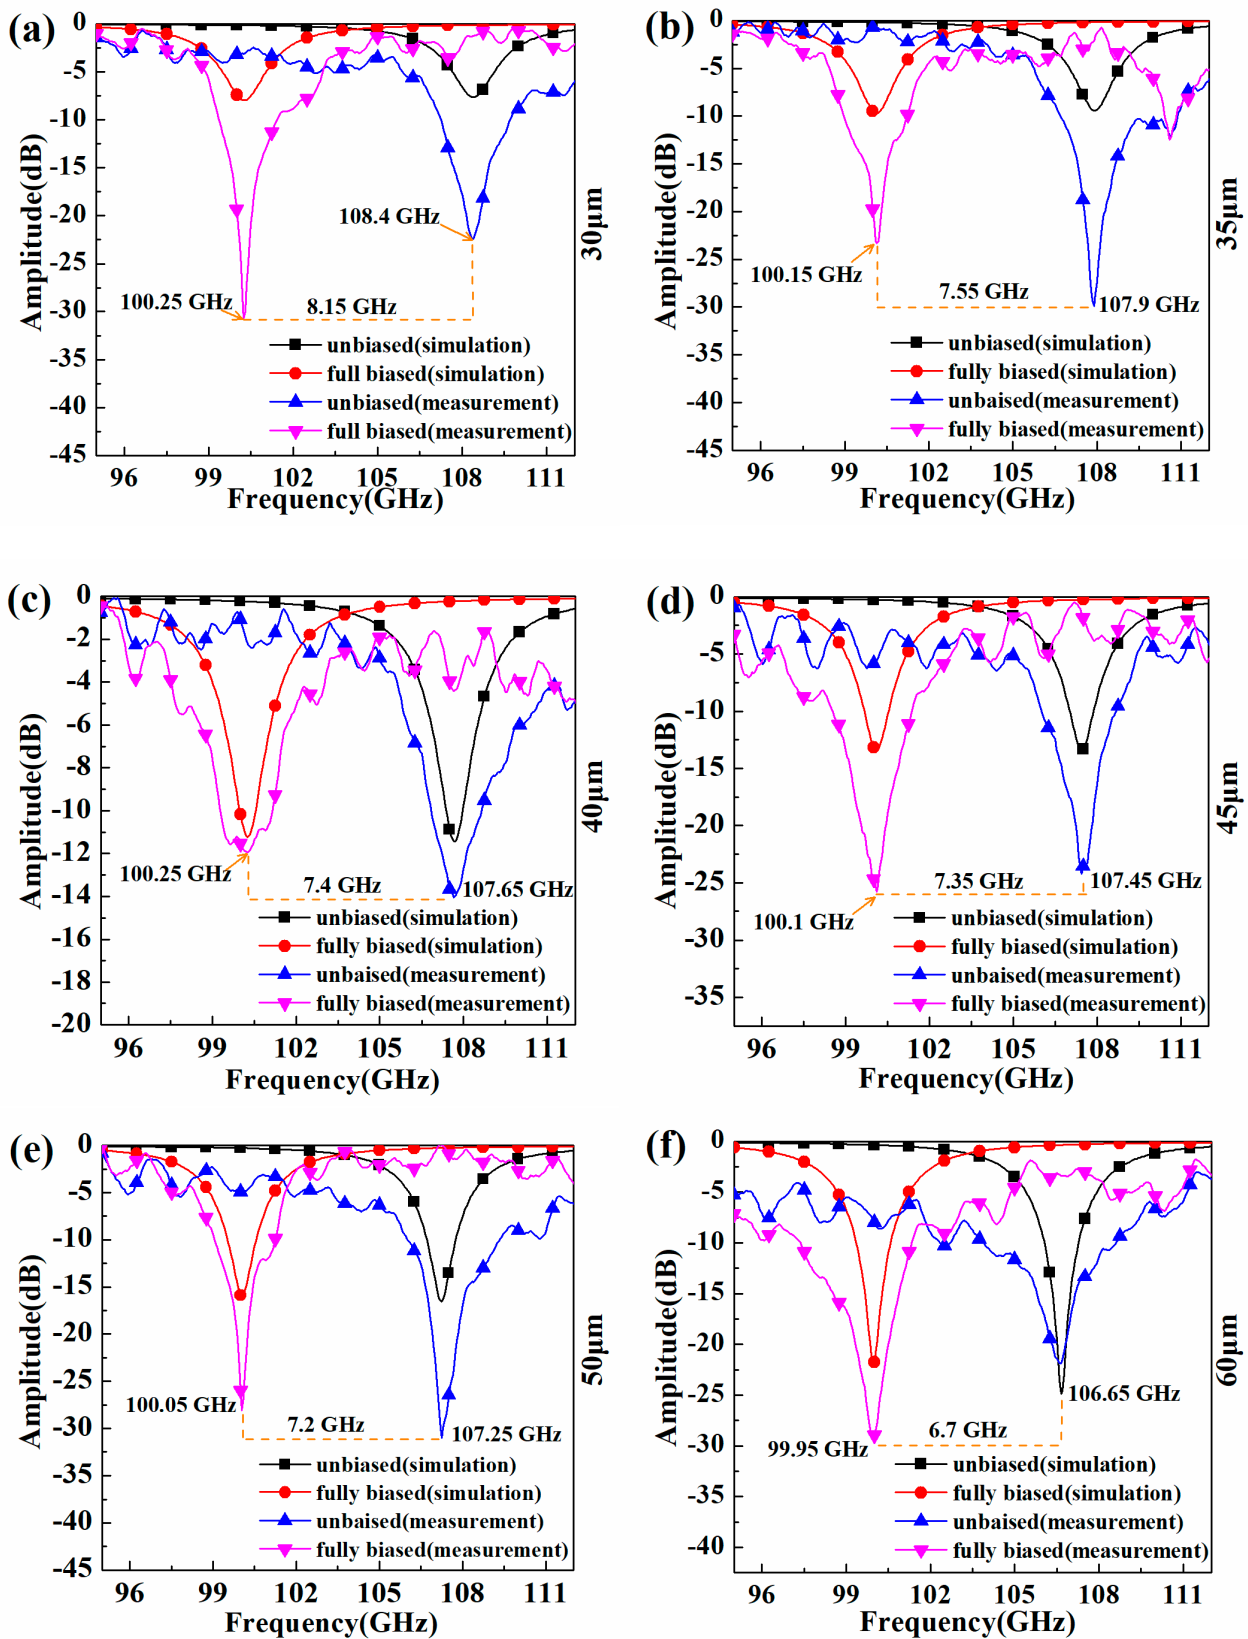 (a)
0
-5
-10
-15
-20
-25
-30
-35
-40
-45
Amplitude(dB)
108.4 GHz
100.25 GHz
8.15 GHz
unbiased(simulation)
full biased(simulation)
unbiased(measurement)
full biased(measurement)
96 99 102 105 108 111
Frequency(GHz)
30μm
(b)
0
-5
-10
-15
-20
-25
-30
-35
-40
-45
Amplitude(dB)
100.15 GHz
7.55 GHz
107.9 GHz
unbiased(simulation)
fully biased(simulation)
unbaised(measurement)
fully biased(measurement)
96 99 102 105 108 111
Frequency(GHz)
35μm
(c)
0
-2
-4
-6
-8
-10
-12
-14
-16
-18
-20
Amplitude(dB)
100.25 GHz
7.4 GHz
107.65 GHz
unbiased(simulation)
fully biased(simulation)
unbaised(measurement)
fully biased(measurement)
96 99 102 105 108 111
Frequency(GHz)
40μm
(d)
0
-5
-10
-15
-20
-25
-30
-35
Amplitude(dB)
7.35 GHz
107.45 GHz
100.1 GHz
unbiased(simulation)
fully biased(simulation)
unbaised(measurement)
fully biased(measurement)
96 99 102 105 108 111
Frequency(GHz)
45μm
(e)
0
-5
-10
-15
-20
-25
-30
-35
-40
-45
Amplitude(dB)
100.05 GHz
7.2 GHz
107.25 GHz
unbiased(simulation)
fully biased(simulation)
unbaised(measurement)
fully biased(measurement)
96 99 102 105 108 111
Frequency(GHz)
50μm
(f)
0
-5
-10
-15
-20
-25
-30
-35
-40
Amplitude(dB)
106.65 GHz
6.7 GHz
99.95 GHz
unbiased(simulation)
fully biased(simulation)
unbaised(measurement)
fully biased(measurement)
96 99 102 105 108 111
Frequency(GHz)
60μm